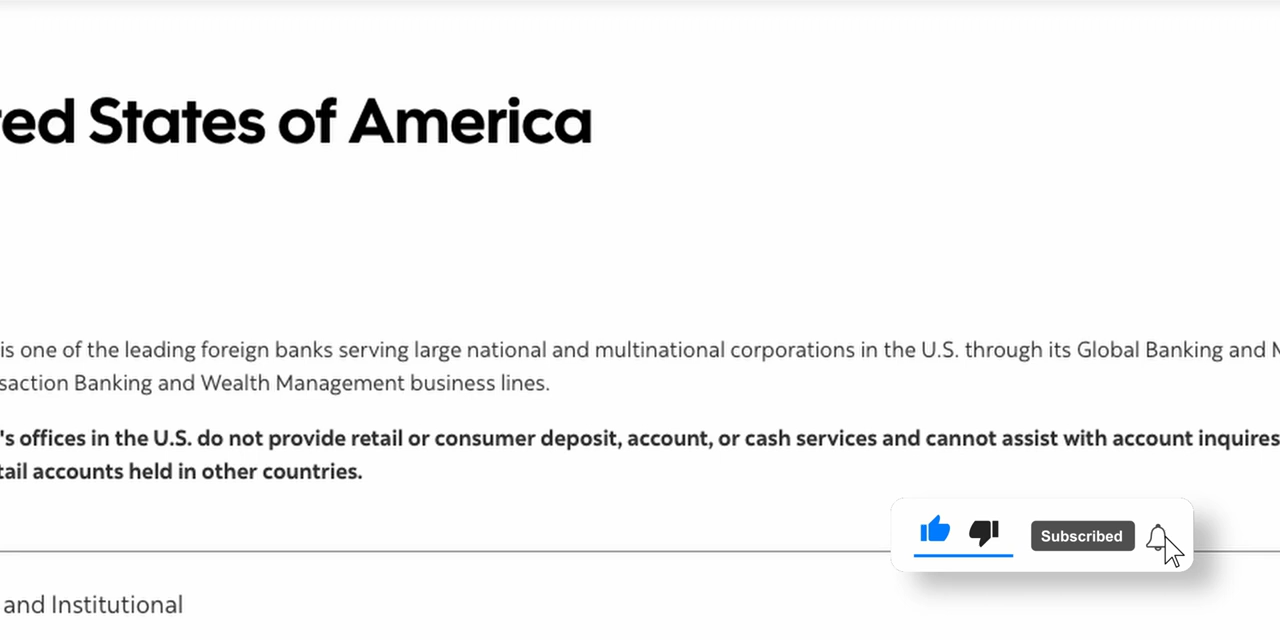 ted States of America
is one of the leading foreign banks serving large national and multinational corporations in the U.S. through its Global Banking and M
saction Banking and Wealth Management business lines.
's offices in the U.S. do not provide retail or consumer deposit, account, or cash services and cannot assist with account inquires
tail accounts held in other countries.
Subscribed
and Institutional